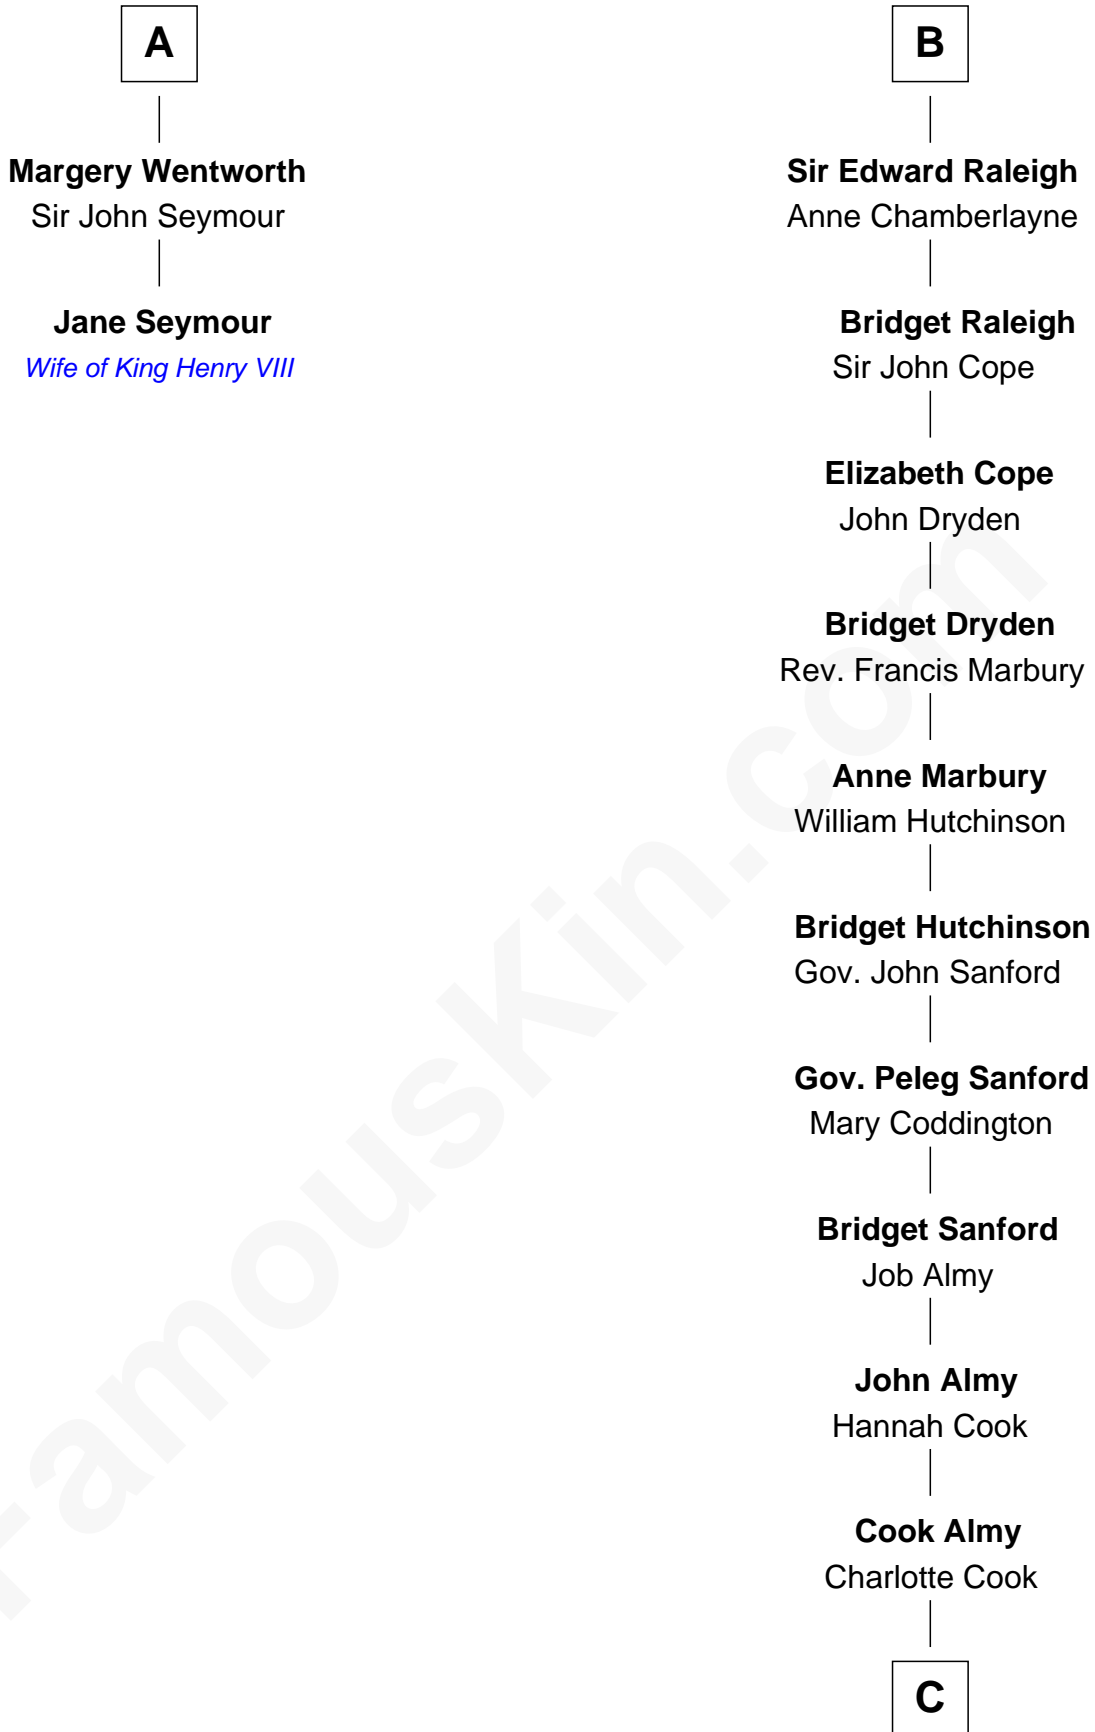 A
Margery Wentworth
Sir John Seymour
Jane Seymour
Wife of King Henry VIII
B
Sir Edward Raleigh
Anne Chamberlayne
Bridget Raleigh
Sir John Cope
Elizabeth Cope
John Dryden
Bridget Dryden
Rev. Francis Marbury
Anne Marbury
William Hutchinson
Bridget Hutchinson
Gov. John Sanford
Gov. Peleg Sanford
Mary Coddington
Bridget Sanford
Job Almy
John Almy
Hannah Cook
Cook Almy
Charlotte Cook
C
FamousKin.com